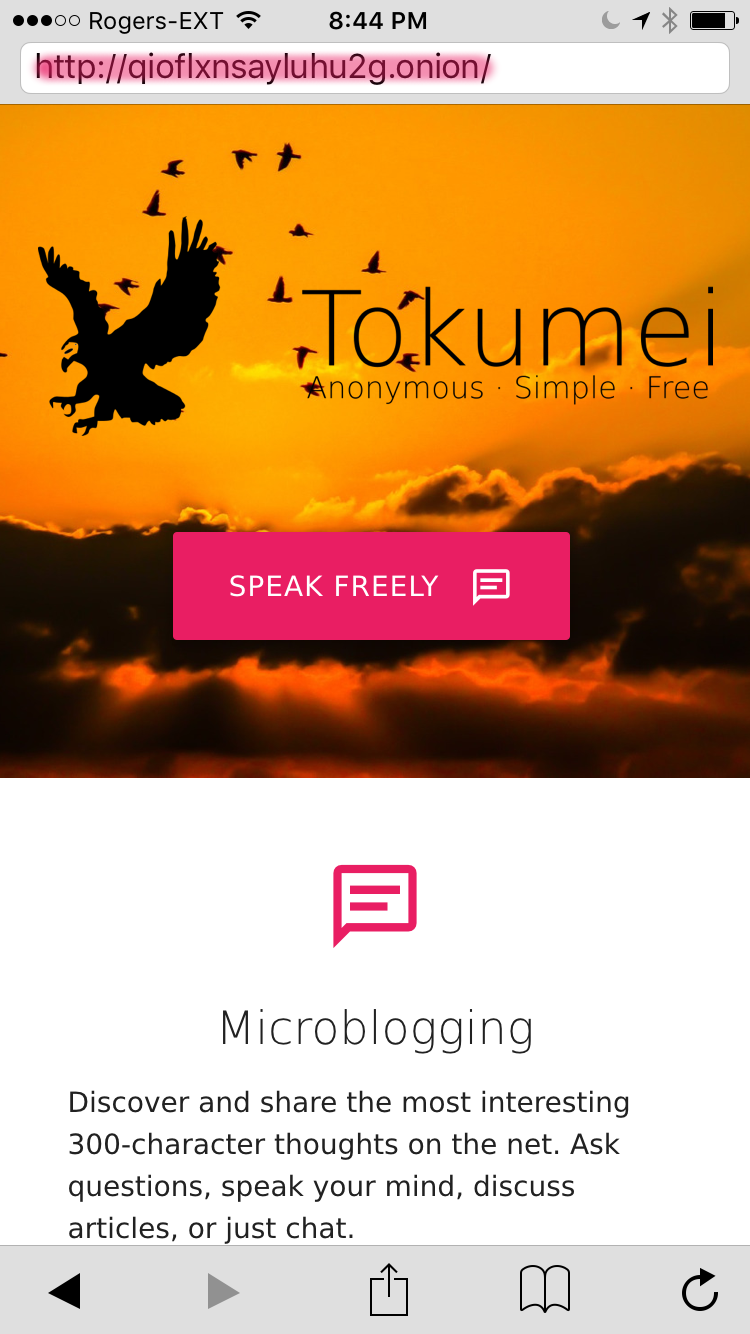 Rogers-EXT 8:44 PM
http://qioflxnsayluhu2g.onion/
Tokumei
Anonymous · Simple · Free
SPEAK FREELY
Microblogging
Discover and share the most interesting
300-character thoughts on the net. Ask
questions, speak your mind, discuss
articles, or just chat.